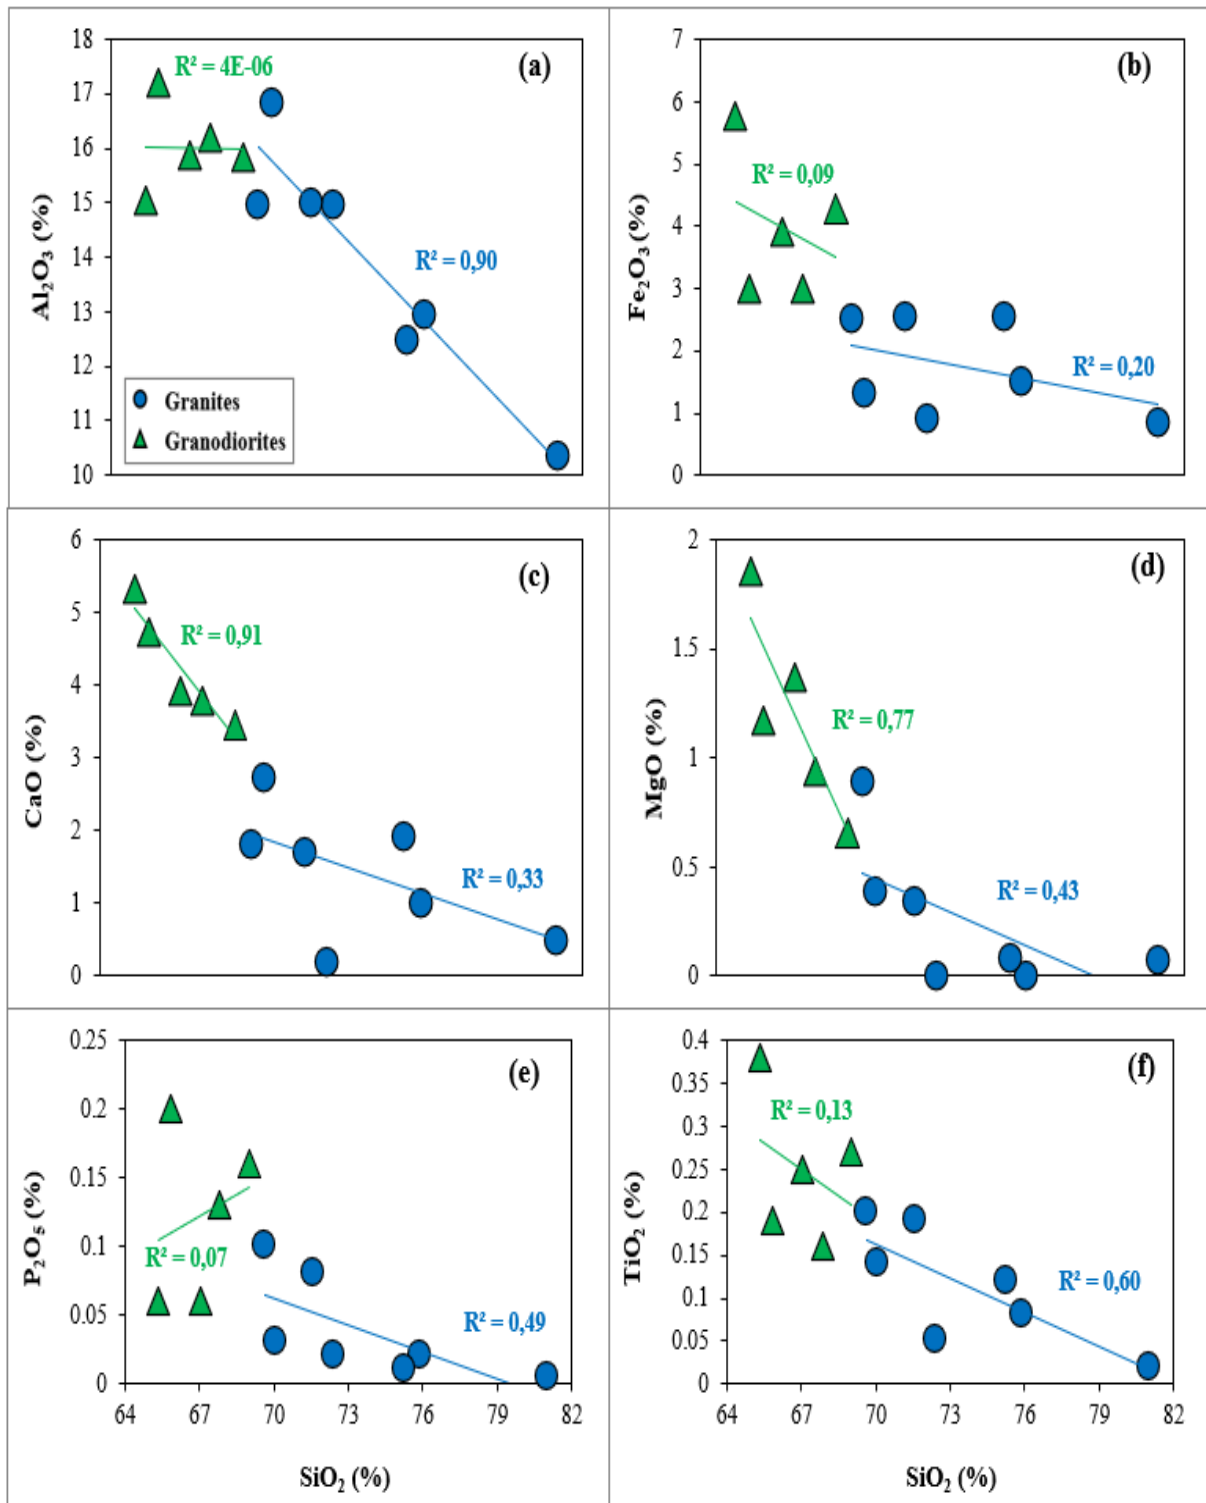 (a)
R² = 4E-06
R² = 0,90
Al₂O₃ (%)
18
17
16
15
14
13
12
11
10
Granites
Granodiorites
(b)
R² = 0,09
R² = 0,20
Fe₂O₃ (%)
7
6
5
4
3
2
1
0
(c)
R² = 0,91
R² = 0,33
CaO (%)
6
5
4
3
2
1
0
(d)
R² = 0,77
R² = 0,43
MgO (%)
2
1.5
1
0.5
0
(e)
R² = 0,07
R² = 0,49
P₂O₅ (%)
0.25
0.2
0.15
0.1
0.05
0
64 67 70 73 76 79 82
SiO₂ (%)
(f)
R² = 0,13
R² = 0,60
TiO₂ (%)
0.4
0.35
0.3
0.25
0.2
0.15
0.1
0.05
0
64 67 70 73 76 79 82
SiO₂ (%)